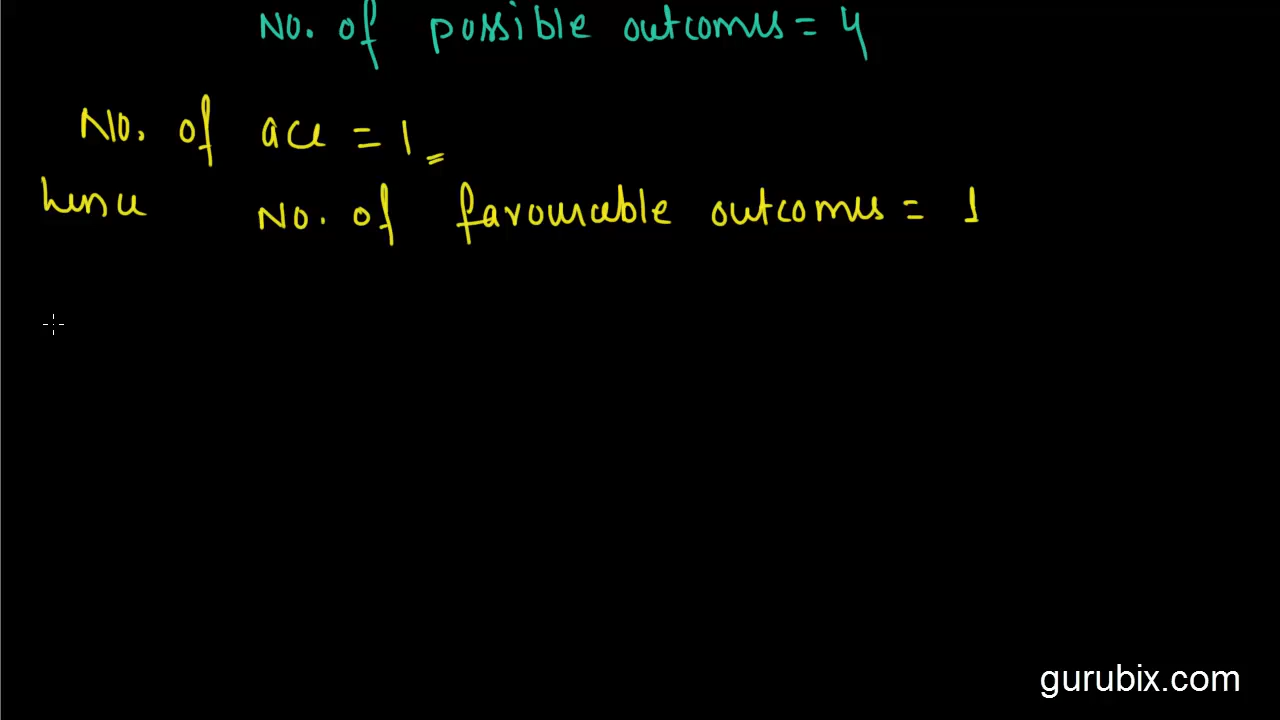 No. of possible outcomes = 4
No. of ace = 1
hence No. of favourable outcomes = 1
gurubix.com